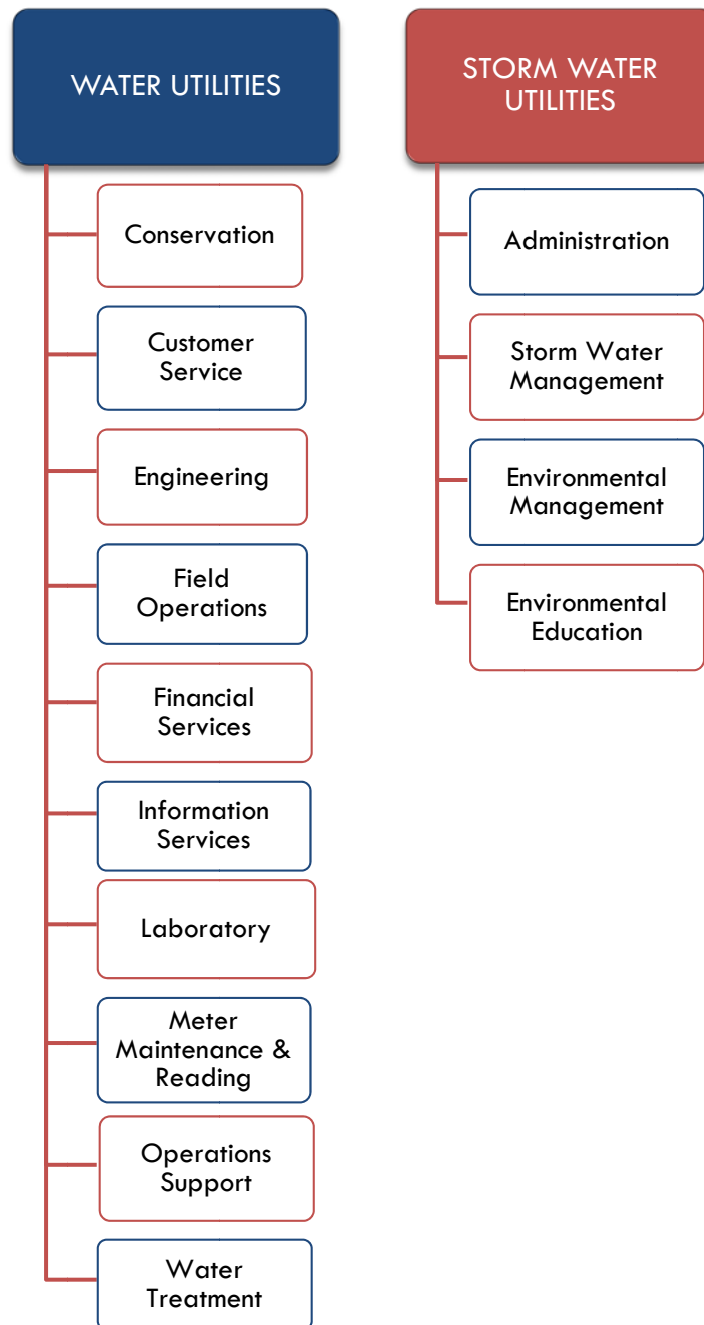 WATER UTILITIES
Conservation
Customer
Service
Engineering
Field
Operations
Financial
Services
Information
Services
Laboratory
Meter
Maintenance &
Reading
Operations
Support
Water
Treatment
STORM WATER
UTILITIES
Administration
Storm Water
Management
Environmental
Management
Environmental
Education